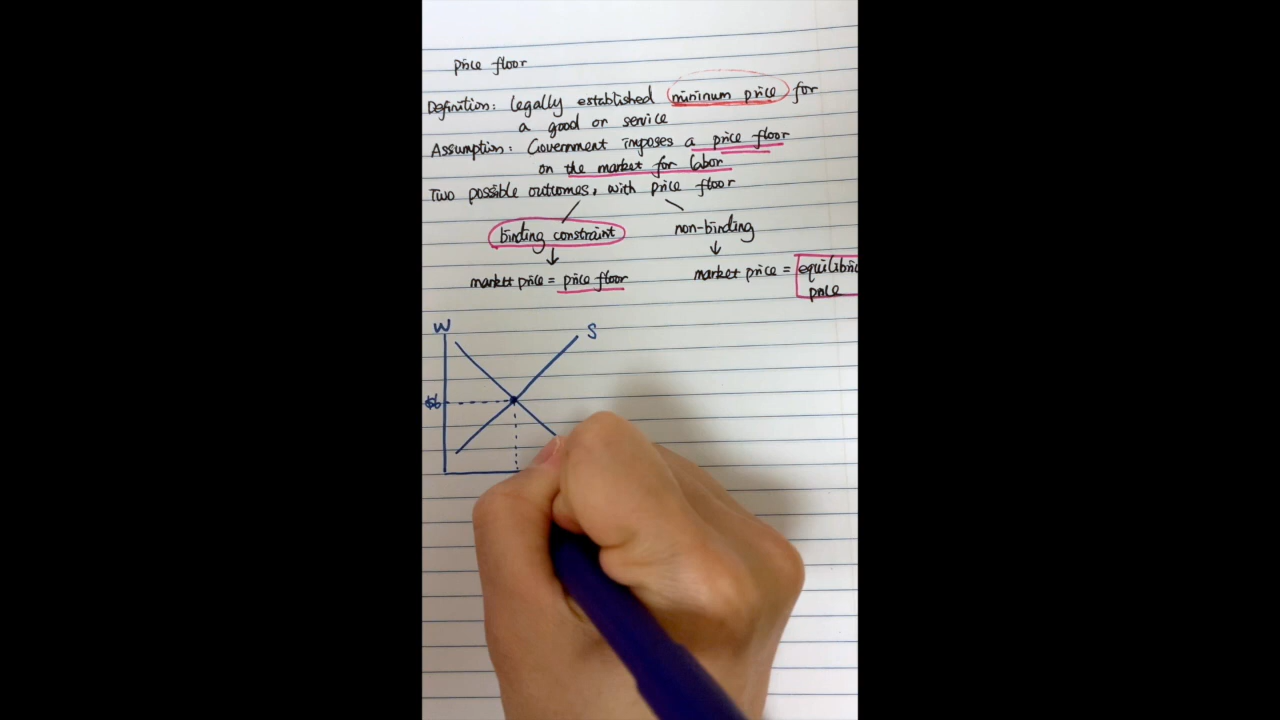 price floor
Definition: legally established minimum price for
a good or service
Assumption: Government imposes a price floor
on the market for labor
Two possible outcomes, with price floor
binding constraint non-binding
market price = price floor market price = equilibriu
price
W
S